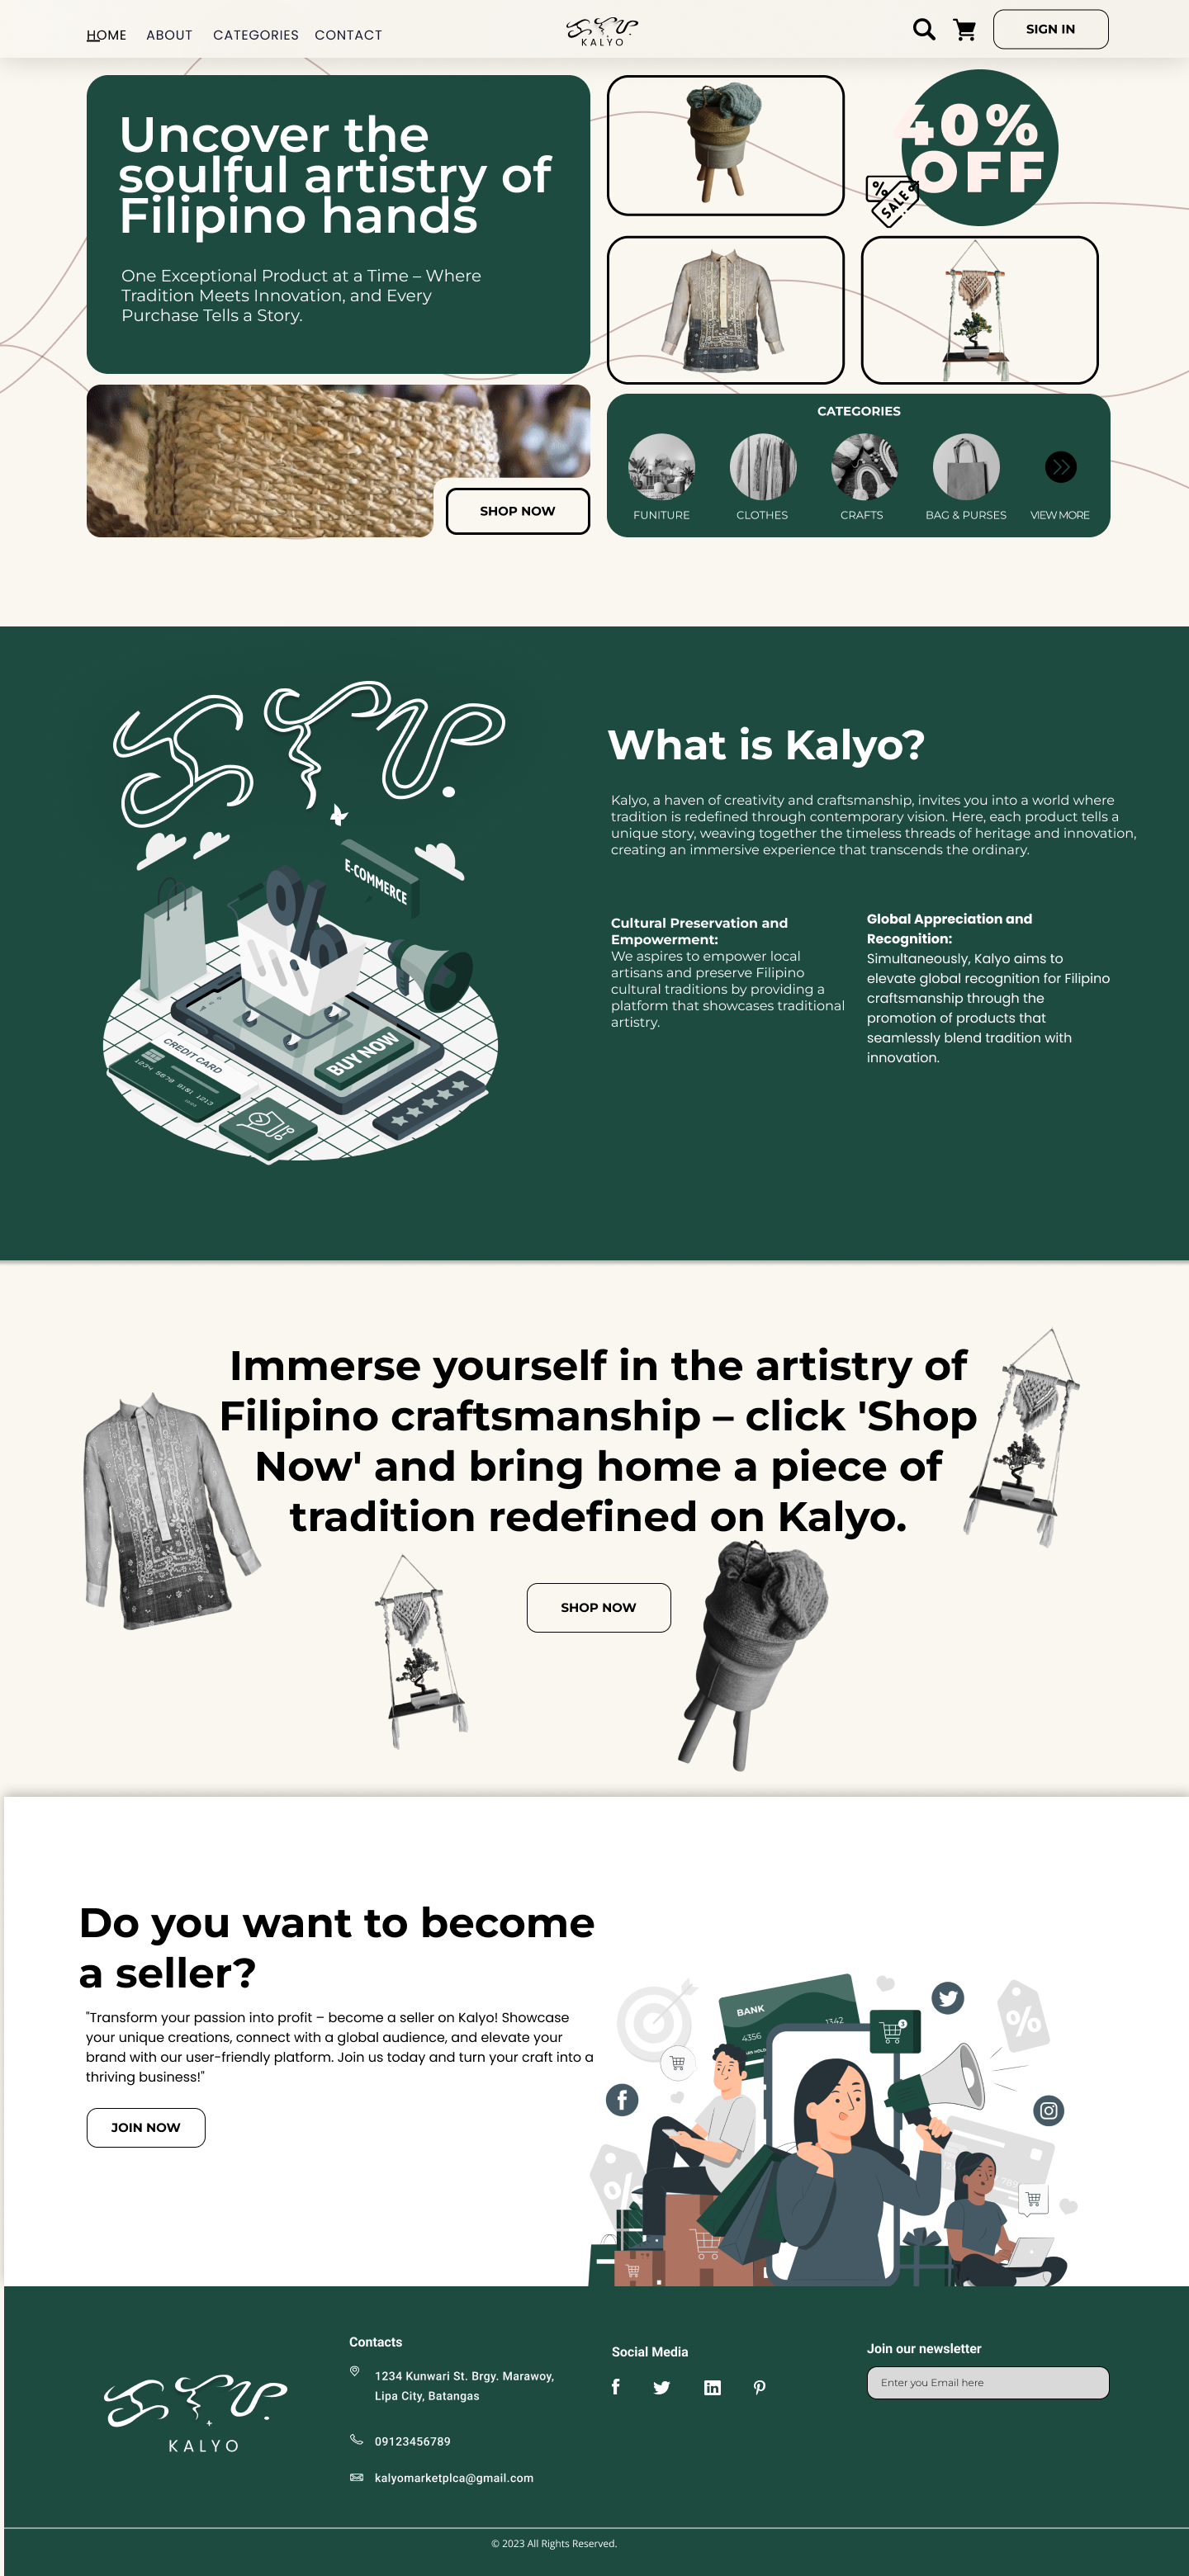 HOME ABOUT CATEGORIES CONTACT
KALYO
SIGN IN
Uncover the
soulful artistry of
Filipino hands
One Exceptional Product at a Time – Where
Tradition Meets Innovation, and Every
Purchase Tells a Story.
40%
OFF
%
SALE
SHOP NOW
CATEGORIES
FUNITURE CLOTHES CRAFTS BAG & PURSES VIEW MORE
E-COMMERCE
%
CREDIT CARD
BUY NOW
What is Kalyo?
Kalyo, a haven of creativity and craftsmanship, invites you into a world where
tradition is redefined through contemporary vision. Here, each product tells a
unique story, weaving together the timeless threads of heritage and innovation,
creating an immersive experience that transcends the ordinary.
Cultural Preservation and
Empowerment:
We aspires to empower local
artisans and preserve Filipino
cultural traditions by providing a
platform that showcases traditional
artistry.
Global Appreciation and
Recognition:
Simultaneously, Kalyo aims to
elevate global recognition for Filipino
craftsmanship through the
promotion of products that
seamlessly blend tradition with
innovation.
Immerse yourself in the artistry of
Filipino craftsmanship – click 'Shop
Now' and bring home a piece of
tradition redefined on Kalyo.
SHOP NOW
Do you want to become
a seller?
"Transform your passion into profit – become a seller on Kalyo! Showcase
your unique creations, connect with a global audience, and elevate your
brand with our user-friendly platform. Join us today and turn your craft into a
thriving business!"
JOIN NOW
BANK
4356
1342
%
%
KALYO
Contacts
1234 Kunwari St. Brgy. Marawoy,
Lipa City, Batangas
09123456789
kalyomarketplca@gmail.com
Social Media
Join our newsletter
Enter you Email here
© 2023 All Rights Reserved.